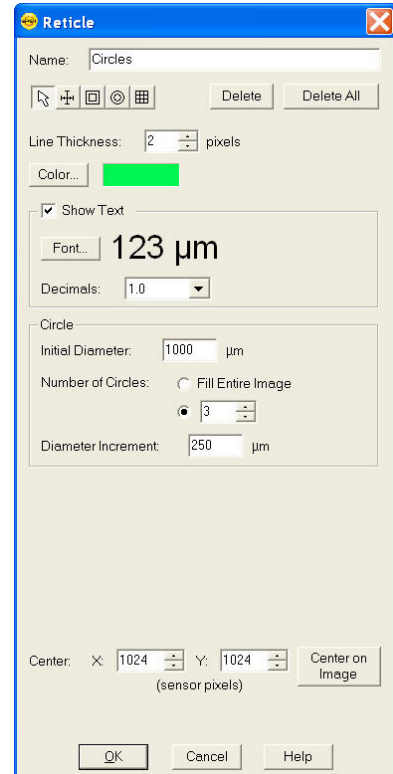 Reticle
Name: Circles
Delete Delete All
Line Thickness: 2 pixels
Color...
Show Text
Font... 123 µm
Decimals: 1.0
Circle
Initial Diameter: 1000 µm
Number of Circles: Fill Entire Image
3
Diameter Increment: 250 µm
Center: X: 1024 Y: 1024 Center on
Image
(sensor pixels)
OK Cancel Help